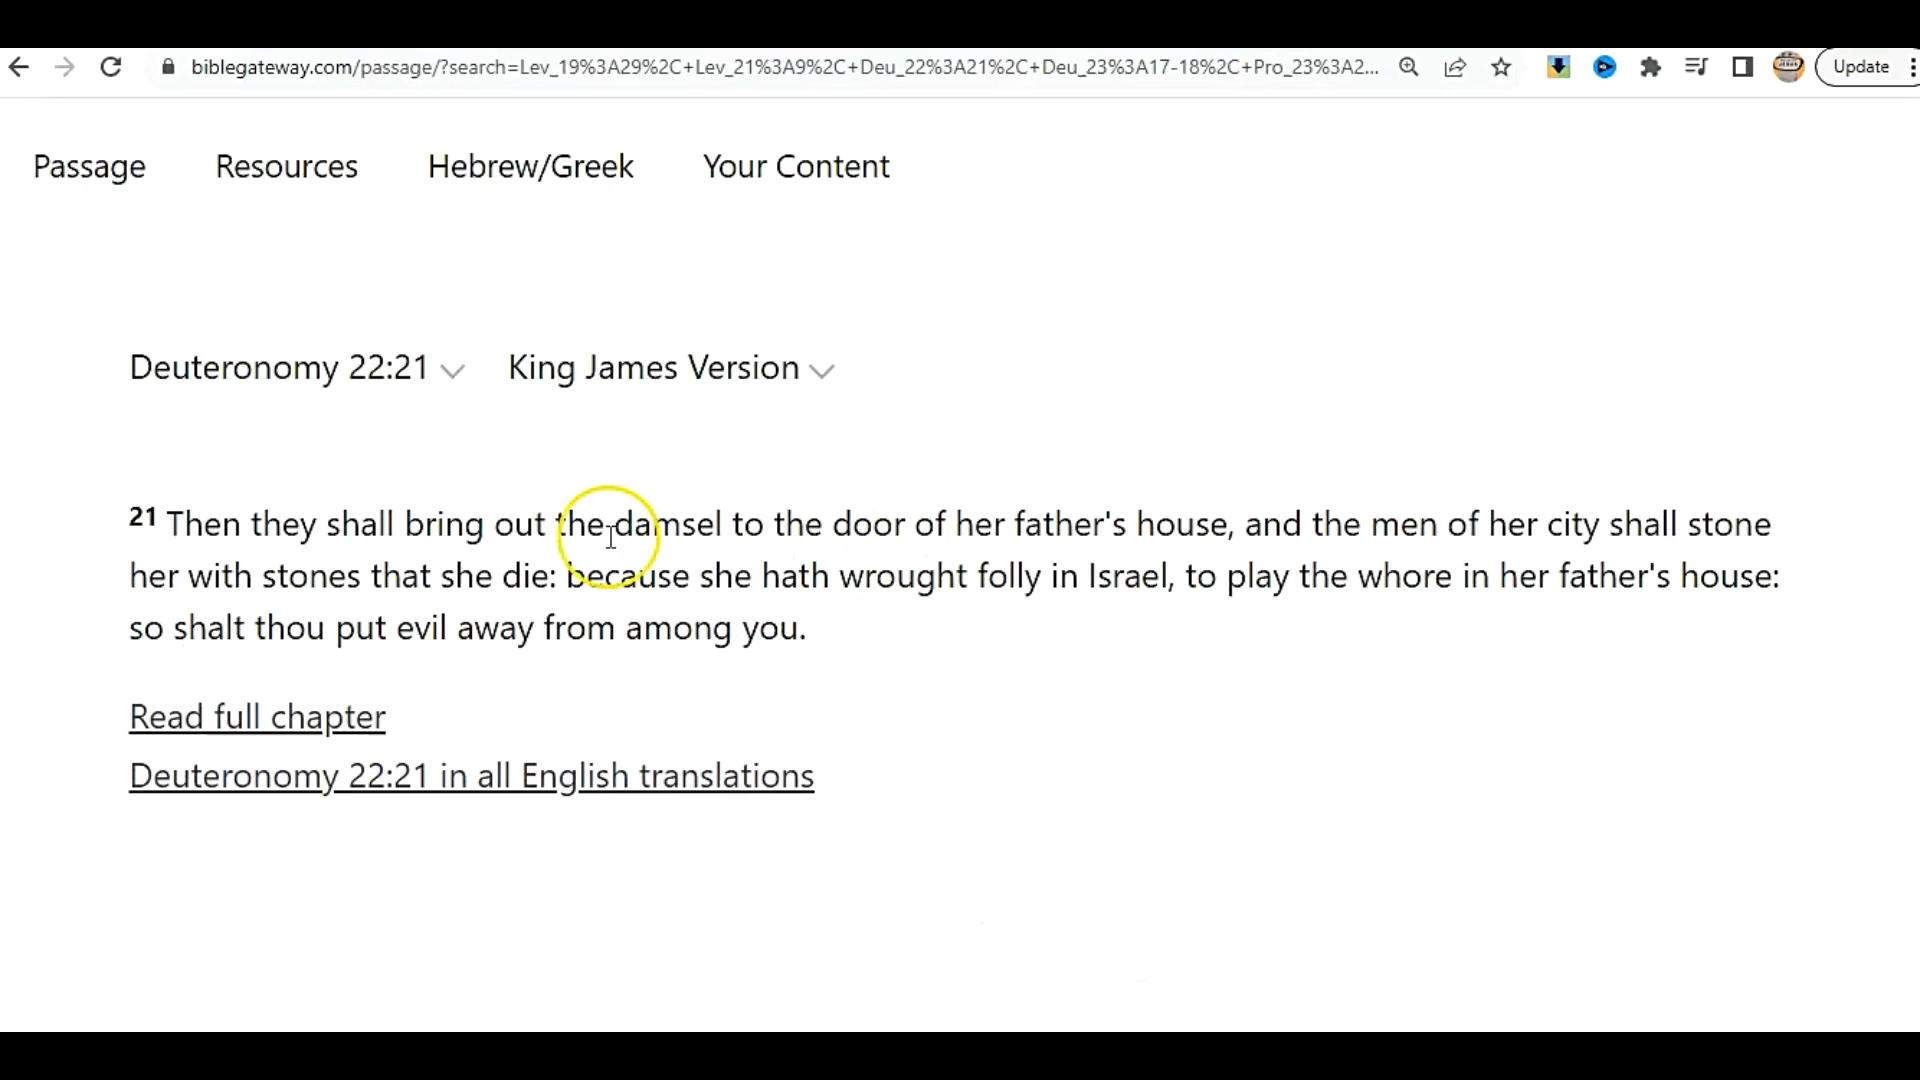 biblegateway.com/passage/?search=Lev_19%3A29%2C+Lev_21%3A9%2C+Deu_22%3A21%2C+Deu_23%3A17-18%2C+Pro_23%3A2...
Update
Passage Resources Hebrew/Greek Your Content
Deuteronomy 22:21 King James Version
21 Then they shall bring out the damsel to the door of her father's house, and the men of her city shall stone
her with stones that she die: because she hath wrought folly in Israel, to play the whore in her father's house:
so shalt thou put evil away from among you.
Read full chapter
Deuteronomy 22:21 in all English translations